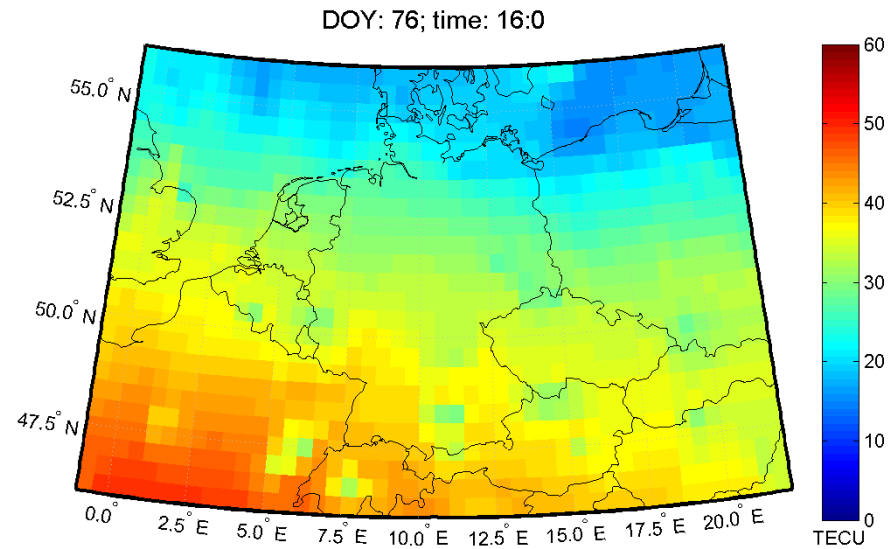 DOY: 76; time: 16:0
55.0° N
52.5° N
50.0° N
47.5° N
0.0°
2.5° E
5.0° E
7.5° E
10.0° E
12.5° E
15.0° E
17.5° E
20.0° E
60
50
40
30
20
10
0
TECU